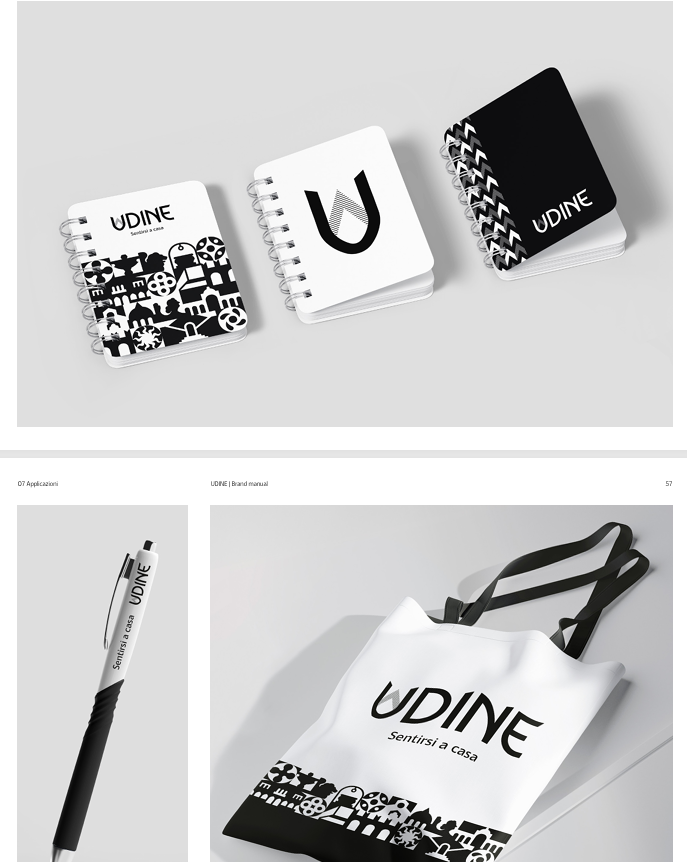 UDINE
Sentirsi a casa
U
UDINE
07 Applicazioni
UDINE | Brand manual
57
UDINE
Sentirsi a casa
UDINE
Sentirsi a casa